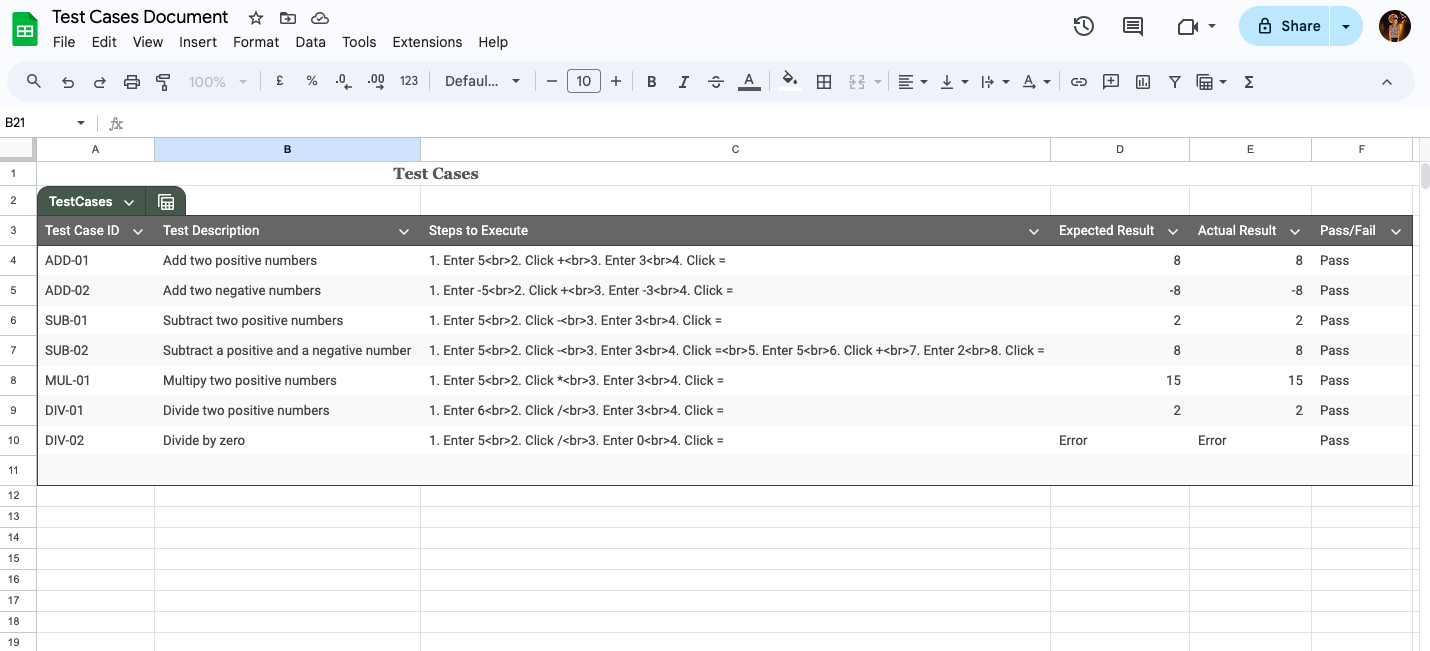 Test Cases Document
File Edit View Insert Format Data Tools Extensions Help
Share
100% £ % .0 .00 123 Defaul... 10 B I A Σ
B21 fx
A B C D E F
1 Test Cases
2 TestCases
3 Test Case ID Test Description Steps to Execute Expected Result Actual Result Pass/Fail
4 ADD-01 Add two positive numbers 1. Enter 5<br>2. Click +<br>3. Enter 3<br>4. Click = 8 8 Pass
5 ADD-02 Add two negative numbers 1. Enter -5<br>2. Click +<br>3. Enter -3<br>4. Click = -8 -8 Pass
6 SUB-01 Subtract two positive numbers 1. Enter 5<br>2. Click -<br>3. Enter 3<br>4. Click = 2 2 Pass
7 SUB-02 Subtract a positive and a negative number 1. Enter 5<br>2. Click -<br>3. Enter 3<br>4. Click =<br>5. Enter 5<br>6. Click +<br>7. Enter 2<br>8. Click = 8 8 Pass
8 MUL-01 Multipy two positive numbers 1. Enter 5<br>2. Click *<br>3. Enter 3<br>4. Click = 15 15 Pass
9 DIV-01 Divide two positive numbers 1. Enter 6<br>2. Click /<br>3. Enter 3<br>4. Click = 2 2 Pass
10 DIV-02 Divide by zero 1. Enter 5<br>2. Click /<br>3. Enter 0<br>4. Click = Error Error Pass
11
12
13
14
15
16
17
18
19